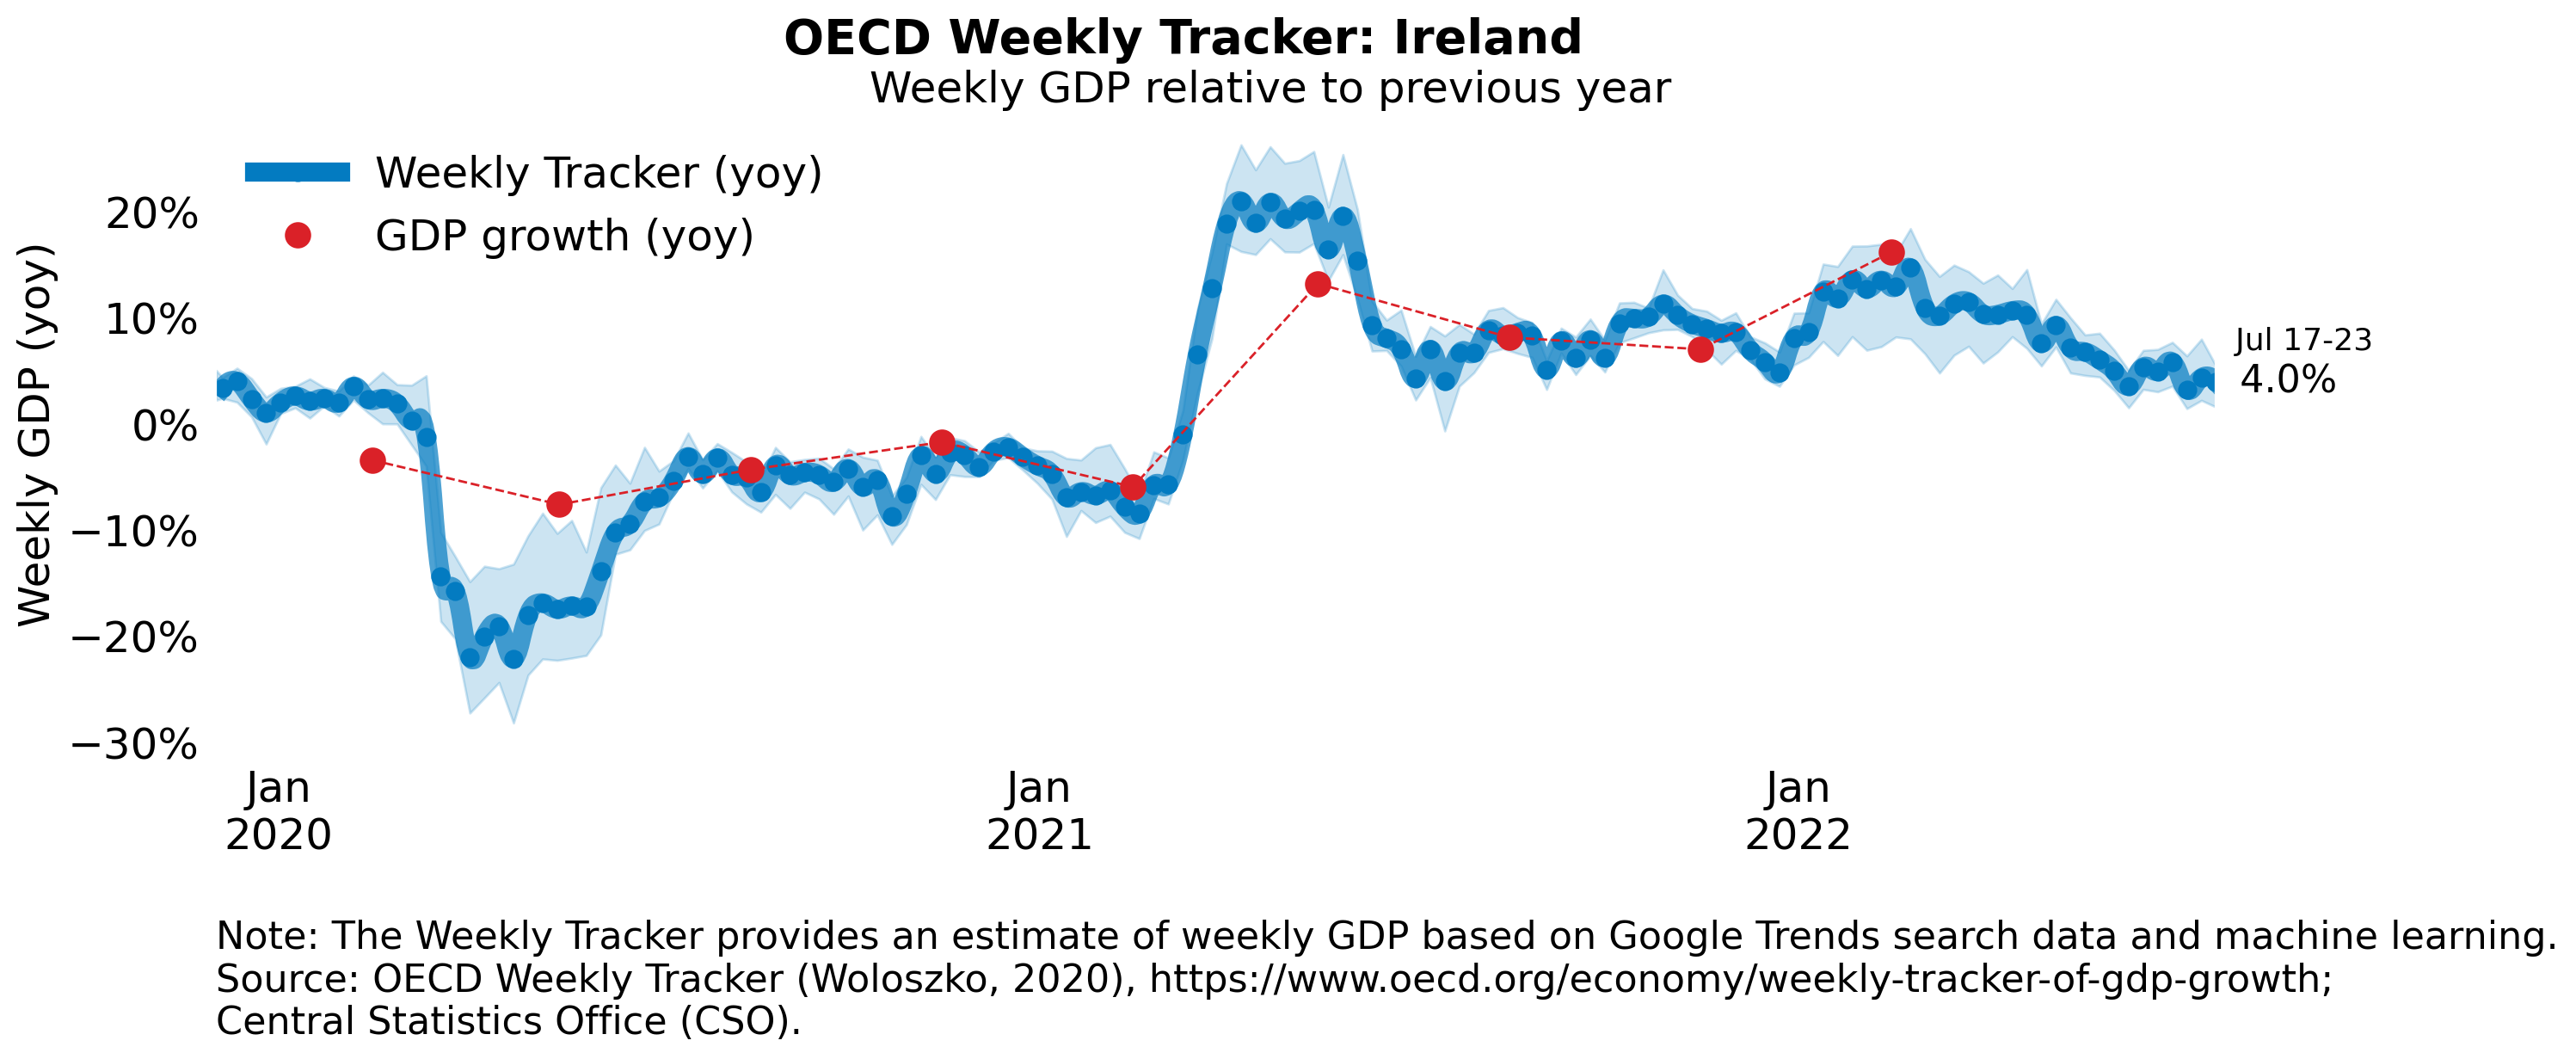 OECD Weekly Tracker: Ireland
Weekly GDP relative to previous year
Weekly Tracker (yoy)
GDP growth (yoy)
Weekly GDP (yoy)
20%
10%
0%
−10%
−20%
−30%
Jul 17-23
4.0%
Jan
2020
Jan
2021
Jan
2022
Note: The Weekly Tracker provides an estimate of weekly GDP based on Google Trends search data and machine learning.
Source: OECD Weekly Tracker (Woloszko, 2020), https://www.oecd.org/economy/weekly-tracker-of-gdp-growth;
Central Statistics Office (CSO).